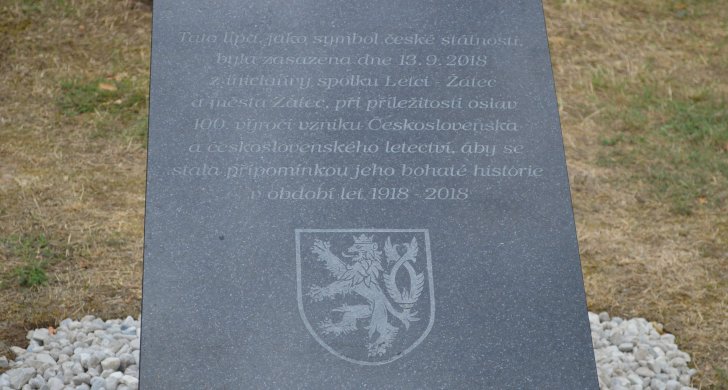 Tato lípa, jako symbol české státnosti,
byla zasazena dne 13. 9. 2018
z iniciativy spolku Letci - Žatec
a města Žatec, při příležitosti oslav
100. výročí vzniku Československa
a československého letectví, aby se
stala připomínkou jeho bohaté historie
v období let 1918 - 2018